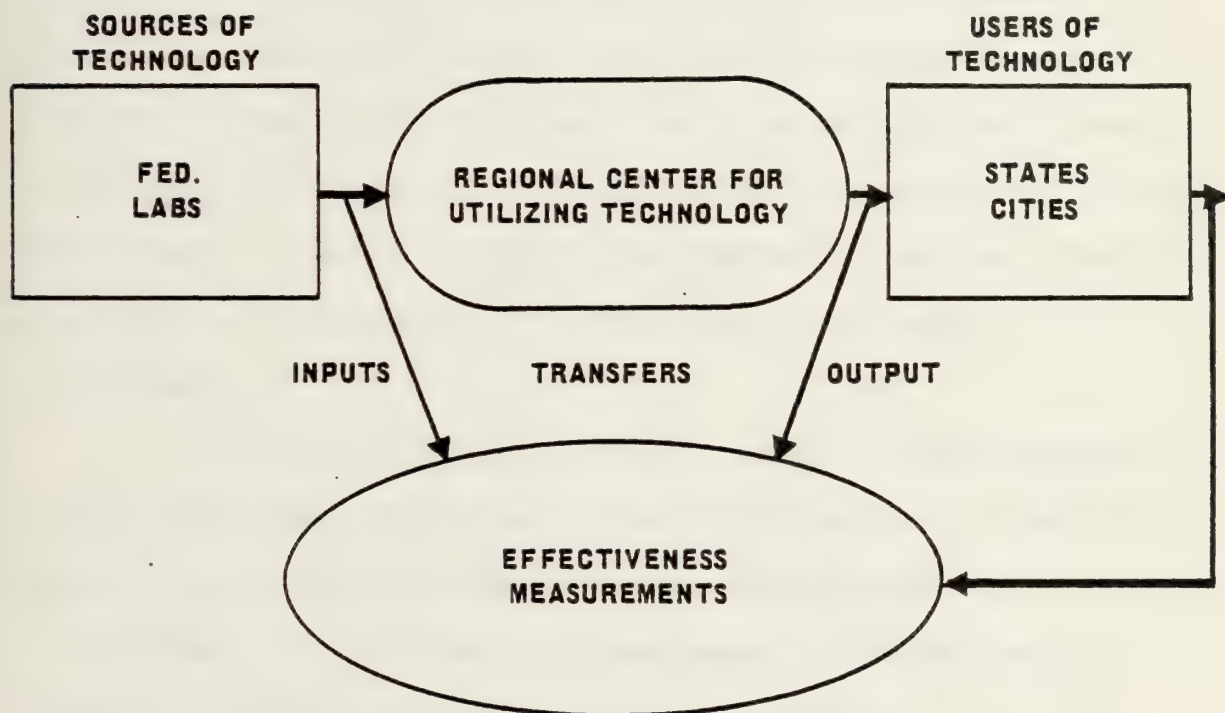 SOURCES OF
TECHNOLOGY
USERS OF
TECHNOLOGY
FED.
LABS
REGIONAL CENTER FOR
UTILIZING TECHNOLOGY
STATES
CITIES
INPUTS
TRANSFERS
OUTPUT
EFFECTIVENESS
MEASUREMENTS